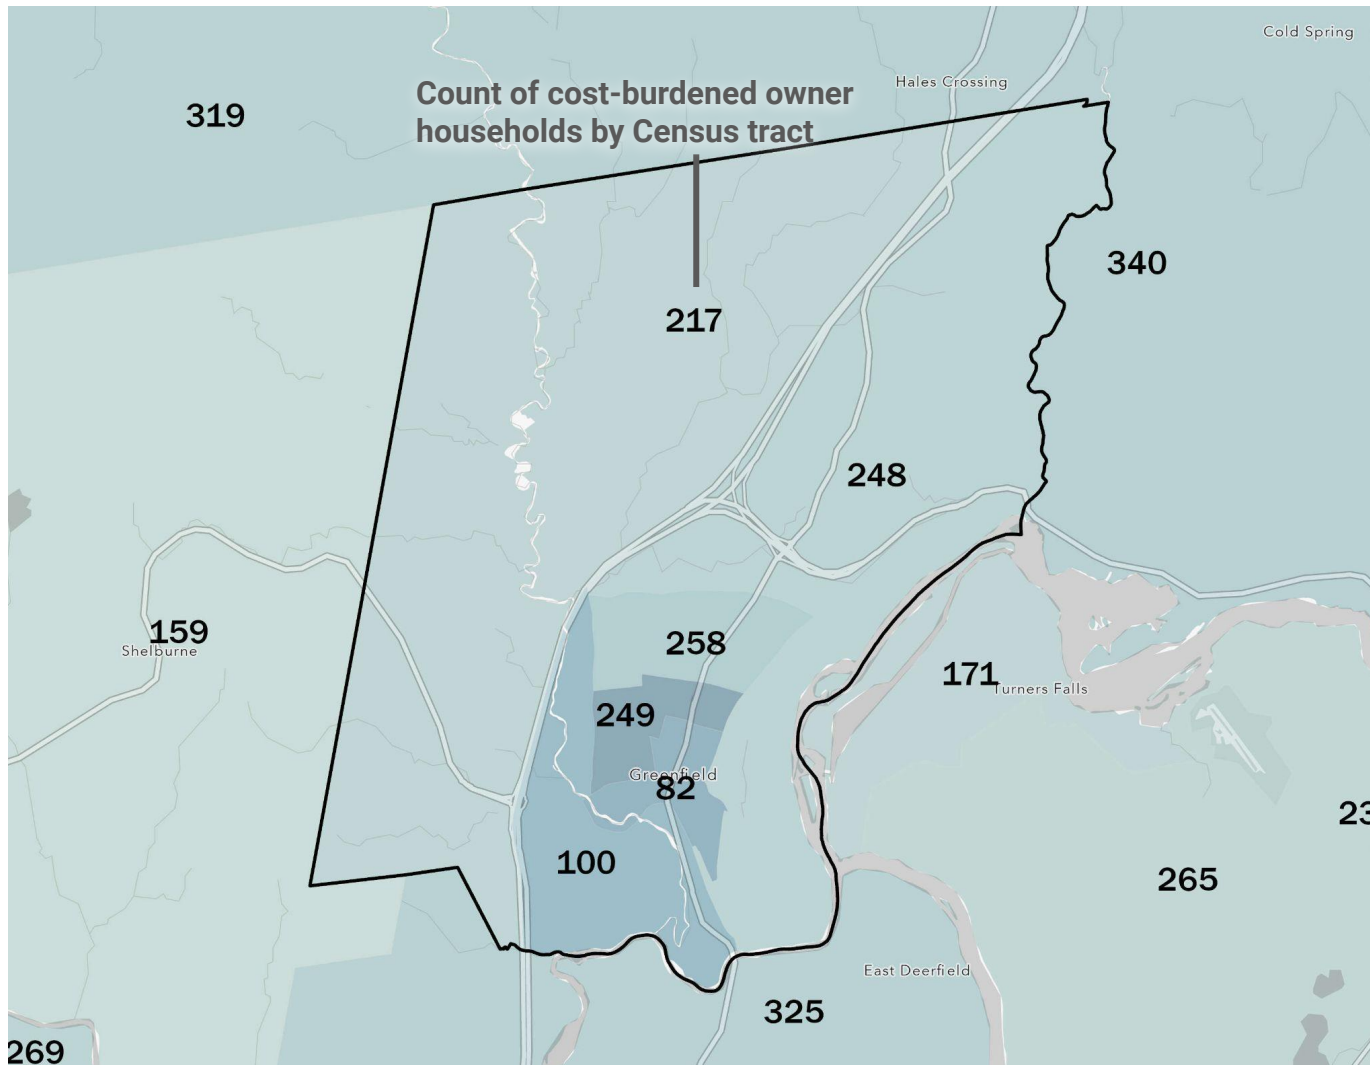 Cold Spring
Hales Crossing
Count of cost-burdened owner
households by Census tract
319
340
217
248
159
Shelburne
258
171
Turners Falls
249
Greenfield
82
23
100
265
East Deerfield
325
269